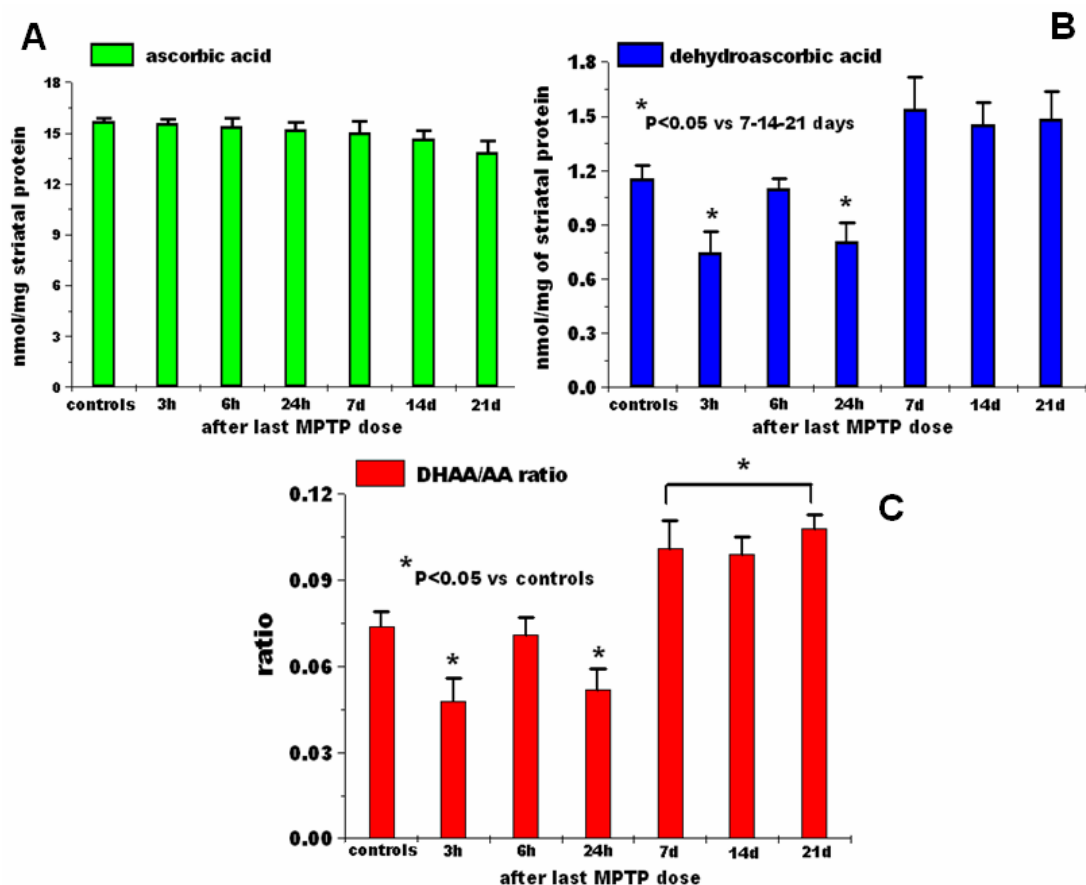 A
ascorbic acid
nmol/mg striatal protein
18
15
12
9
6
3
0
controls 3h 6h 24h 7d 14d 21d
after last MPTP dose
B
dehydroascorbic acid
nmol/mg of striatal protein
1.8
1.5
1.2
0.9
0.6
0.3
0.0
*
P<0.05 vs 7-14-21 days
*
*
controls 3h 6h 24h 7d 14d 21d
after last MPTP dose
C
DHAA/AA ratio
ratio
0.12
0.09
0.06
0.03
0.00
*
P<0.05 vs controls
*
*
*
controls 3h 6h 24h 7d 14d 21d
after last MPTP dose